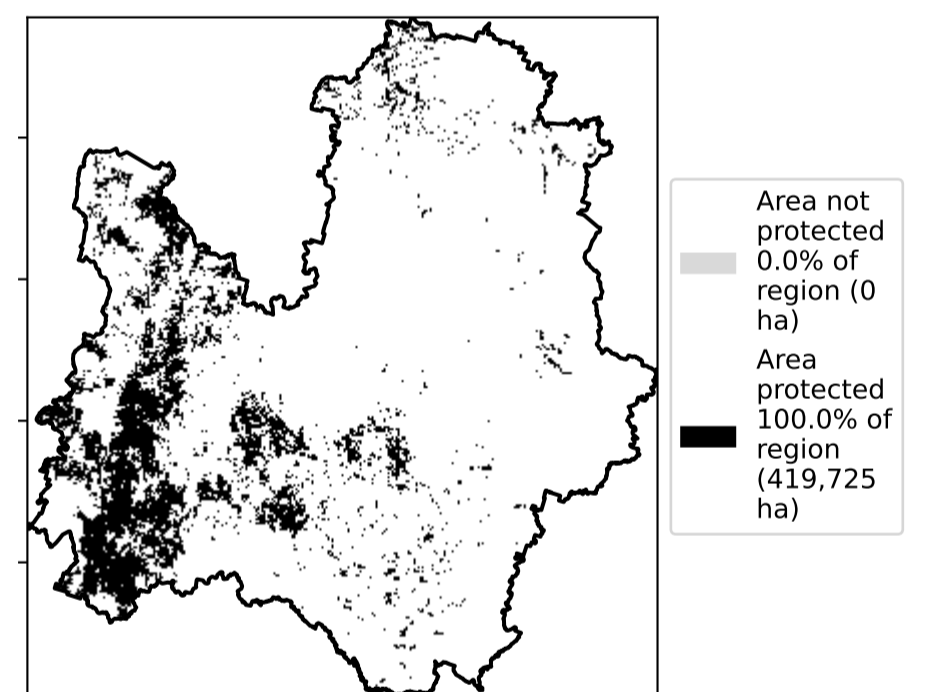 Area not
protected
0.0% of
region (0
ha)
Area
protected
100.0% of
region
(419,725
ha)